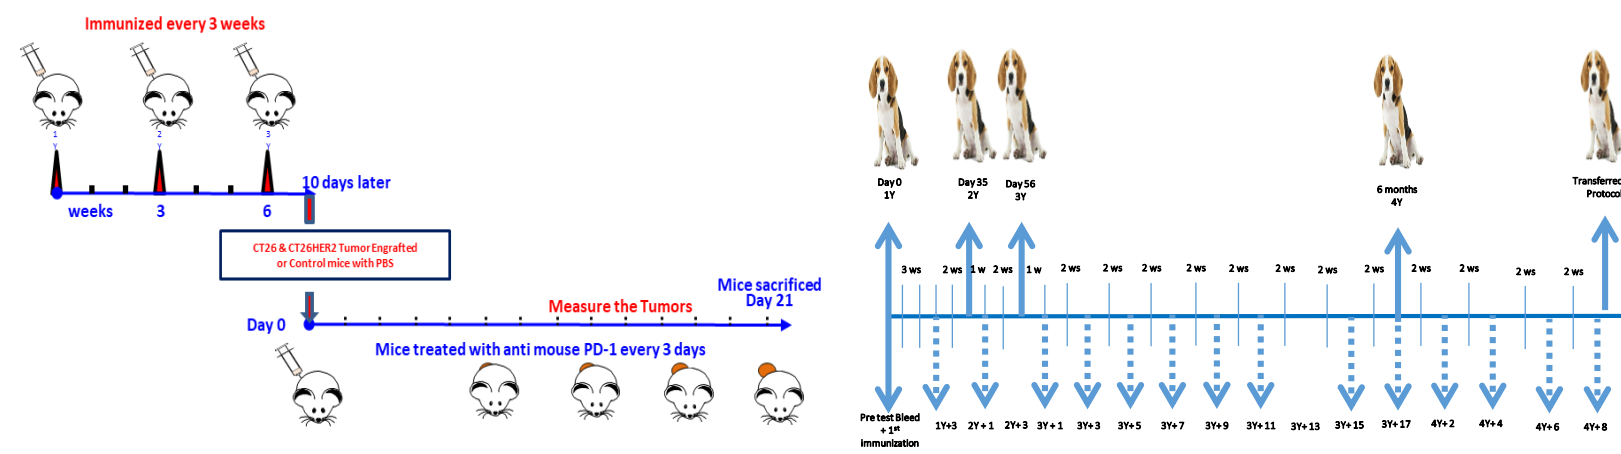 Immunized every 3 weeks
1
Y
2
Y
3
Y
10 days later
weeks
3
6
CT26 & CT26HER2 Tumor Engrafted
or Control mice with PBS
Mice sacrificed
Day 21
Measure the Tumors
Day 0
Mice treated with anti mouse PD-1 every 3 days
Day 0
1Y
Day 35
2Y
Day 56
3Y
6 months
4Y
Transferred
Protocol
3 ws
2 ws
1 w
2 ws
1 w
2 ws
2 ws
2 ws
2 ws
2 ws
2 ws
2 ws
2 ws
2 ws
2 ws
2 ws
2 ws
Pre test Bleed
+ 1st
immunization
1Y+3
2Y+ 1
2Y+ 3
3Y + 1
3Y+ 3
3Y+ 5
3Y+ 7
3Y+ 9
3Y+ 11
3Y+ 13
3Y+ 15
3Y+ 17
4Y+ 2
4Y+ 4
4Y+ 6
4Y+ 8